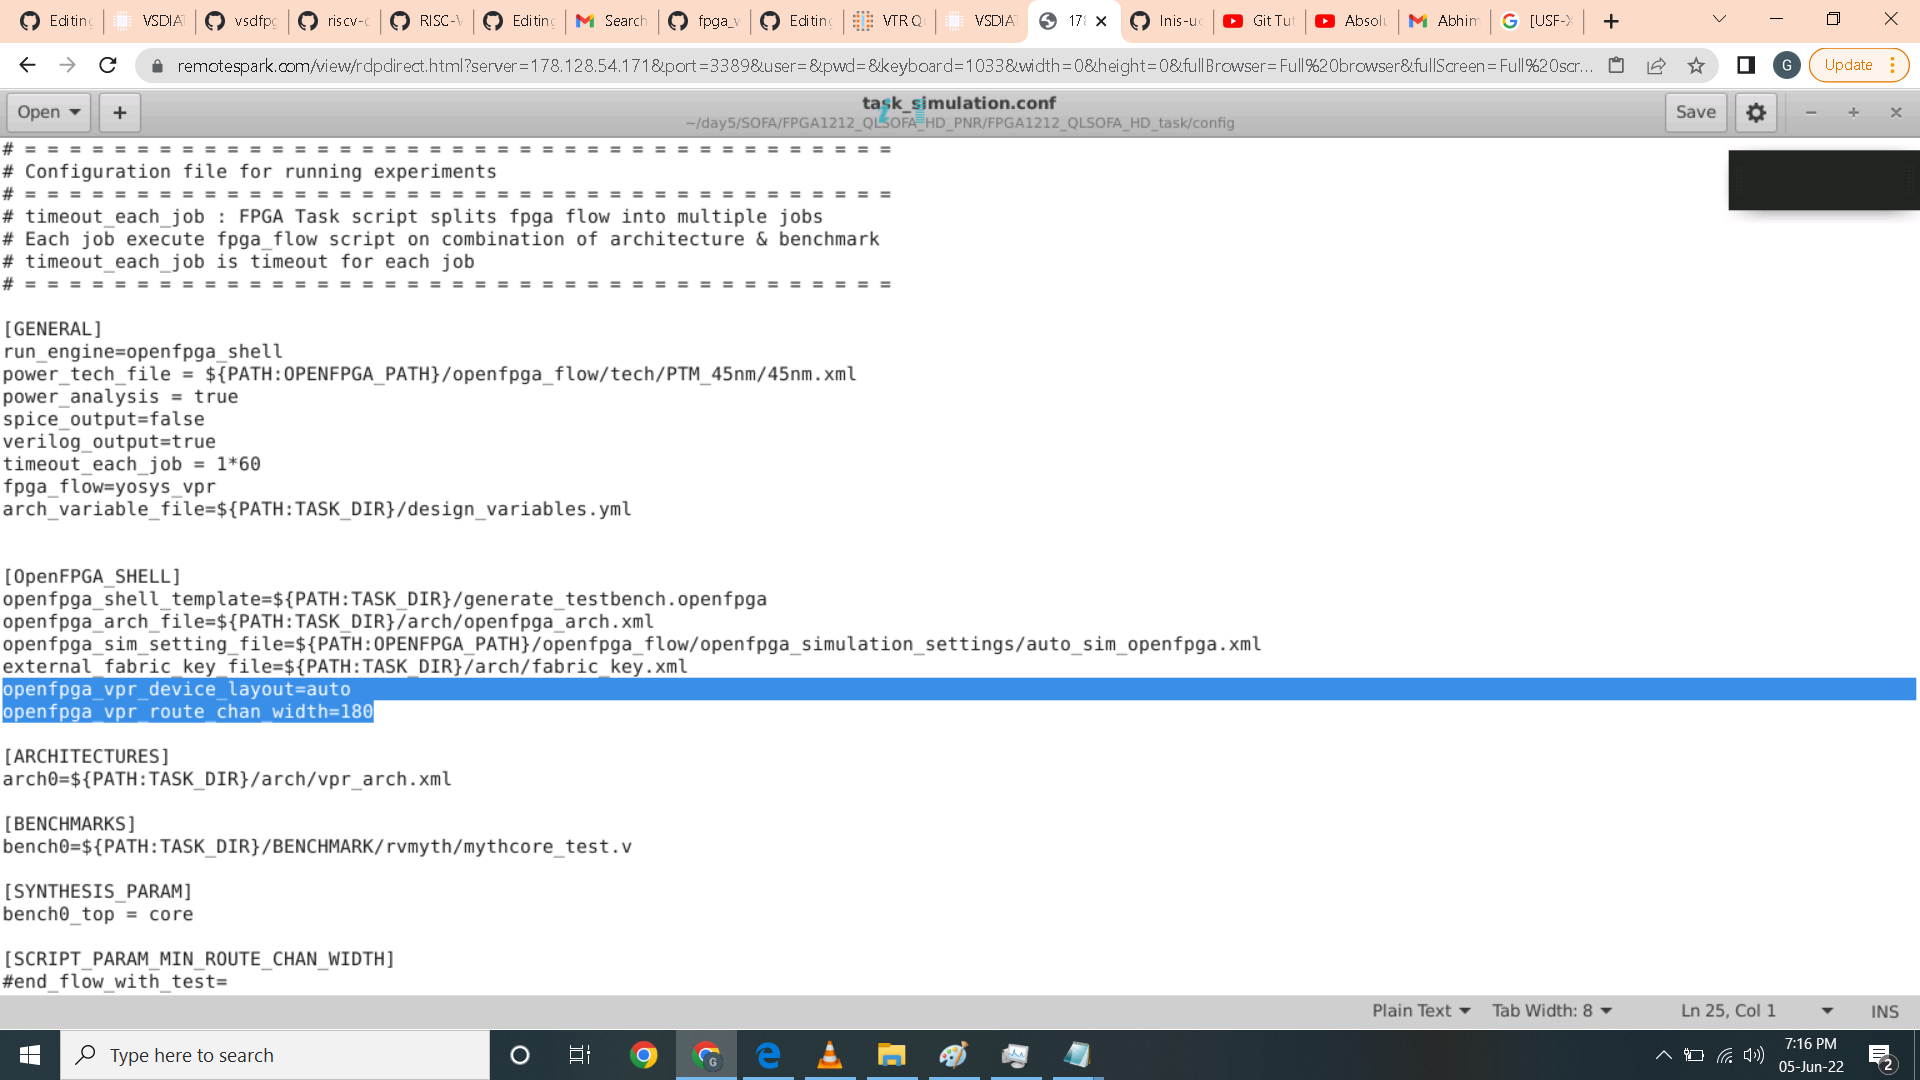 Editing
VSDIA
vsdfpg
riscv-
RISC-V
Editing
Search
fpga_v
Editing
VTR Q
VSDIA
17
Inis-u
Git Tut
Absolu
Abhim
[USF-X
remotespark.com/view/rdpdirect.html?server=178.128.54.171&port=3389&user=&pwd=&keyboard=1033&width=0&height=0&fullBrowser=Full%20browser&fullScreen=Full%20scr...
G
Update
Open
task_simulation.conf
~/day5/SOFA/FPGA1212_QLSOFA_HD_PNR/FPGA1212_QLSOFA_HD_task/config
Save
# = = = = = = = = = = = = = = = = = = = = = = = = = = = = = = = = = = = = = = =
# Configuration file for running experiments
# = = = = = = = = = = = = = = = = = = = = = = = = = = = = = = = = = = = = = = =
# timeout_each_job : FPGA Task script splits fpga flow into multiple jobs
# Each job execute fpga_flow script on combination of architecture & benchmark
# timeout_each_job is timeout for each job
# = = = = = = = = = = = = = = = = = = = = = = = = = = = = = = = = = = = = = = =
[GENERAL]
run_engine=openfpga_shell
power_tech_file = ${PATH:OPENFPGA_PATH}/openfpga_flow/tech/PTM_45nm/45nm.xml
power_analysis = true
spice_output=false
verilog_output=true
timeout_each_job = 1*60
fpga_flow=yosys_vpr
arch_variable_file=${PATH:TASK_DIR}/design_variables.yml
[OpenFPGA_SHELL]
openfpga_shell_template=${PATH:TASK_DIR}/generate_testbench.openfpga
openfpga_arch_file=${PATH:TASK_DIR}/arch/openfpga_arch.xml
openfpga_sim_setting_file=${PATH:OPENFPGA_PATH}/openfpga_flow/openfpga_simulation_settings/auto_sim_openfpga.xml
external_fabric_key_file=${PATH:TASK_DIR}/arch/fabric_key.xml
openfpga_vpr_device_layout=auto
openfpga_vpr_route_chan_width=180
[ARCHITECTURES]
arch0=${PATH:TASK_DIR}/arch/vpr_arch.xml
[BENCHMARKS]
bench0=${PATH:TASK_DIR}/BENCHMARK/rvmyth/mythcore_test.v
[SYNTHESIS_PARAM]
bench0_top = core
[SCRIPT_PARAM_MIN_ROUTE_CHAN_WIDTH]
#end_flow_with_test=
Plain Text
Tab Width: 8
Ln 25, Col 1
INS
Type here to search
7:16 PM
05-Jun-22
2